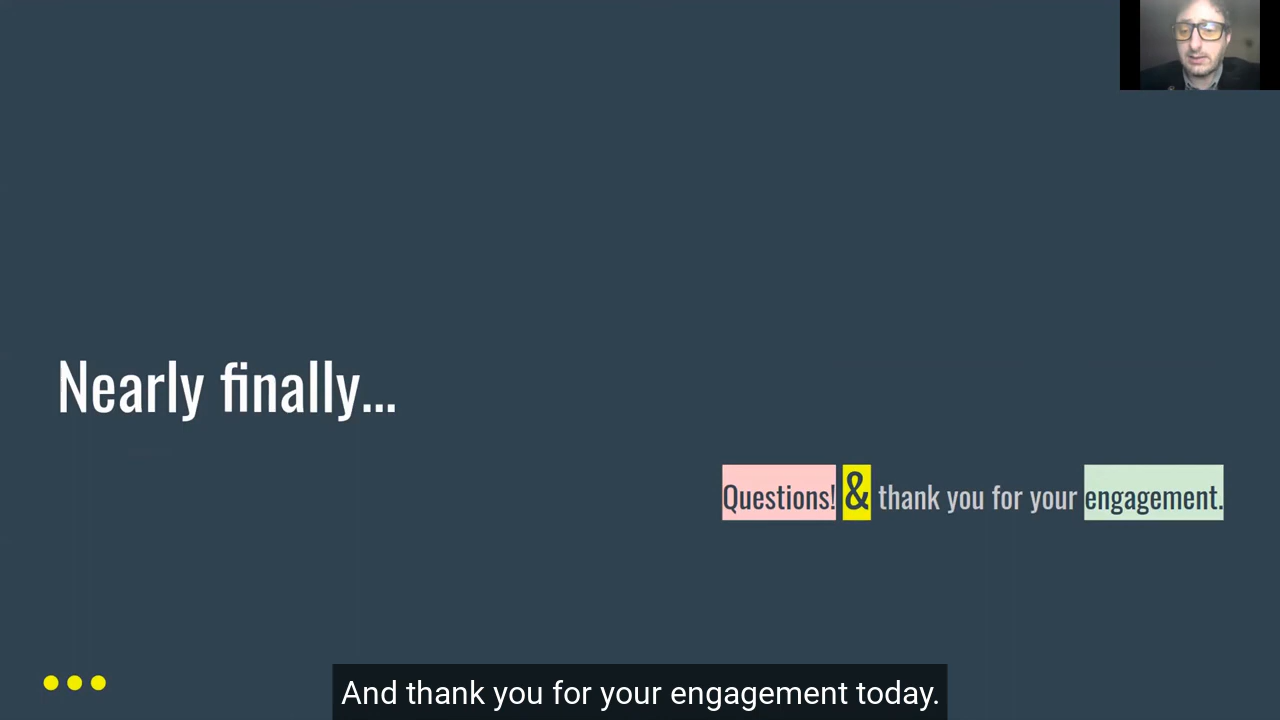 Nearly finally...
Questions! & thank you for your engagement.
And thank you for your engagement today.